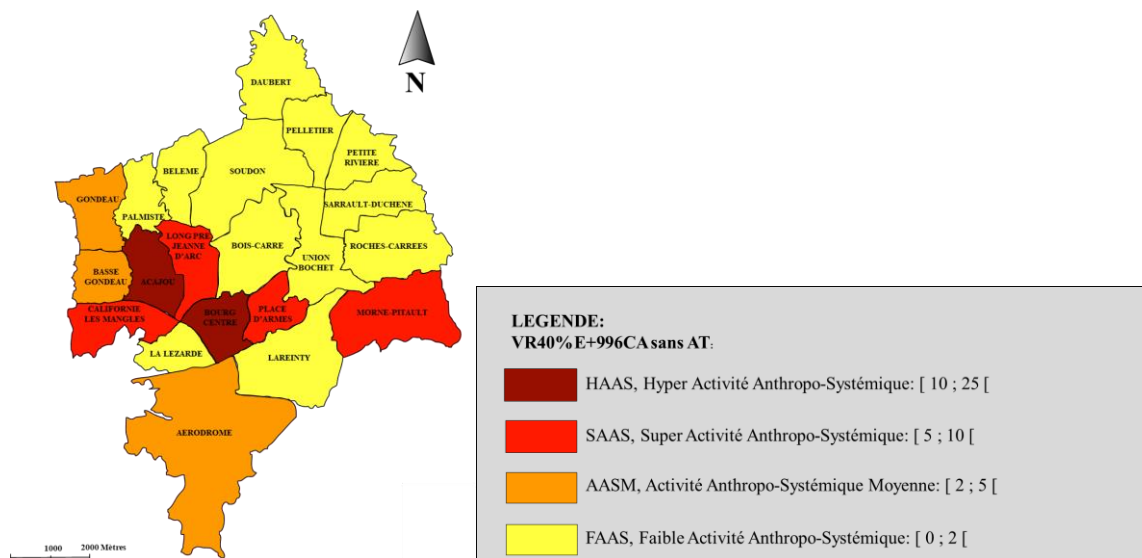 N
DAUBERT
PELLETIER
PETITE
RIVIERE
BELEME
SOUDON
GONDEAU
SARRAULT-DUCHENE
PALMISTE
LONG PRE
JEANNE
D'ARC
BOIS-CARRE
ROCHES-CARREES
UNION
BOCHET
BASSE
GONDEAU
ACAJOU
CALIFORNIE
LES MANGLES
BOURG
CENTRE
PLACE
D'ARMES
MORNE-PITAULT
LA LEZARDE
LAREINTY
AERODROME
1000 2000 Mètres
LEGENDE:
VR40%E+996CA sans AT:
HAAS, Hyper Activité Anthropo-Systémique: [ 10 ; 25 [
SAAS, Super Activité Anthropo-Systémique: [ 5 ; 10 [
AASM, Activité Anthropo-Systémique Moyenne: [ 2 ; 5 [
FAAS, Faible Activité Anthropo-Systémique: [ 0 ; 2 [